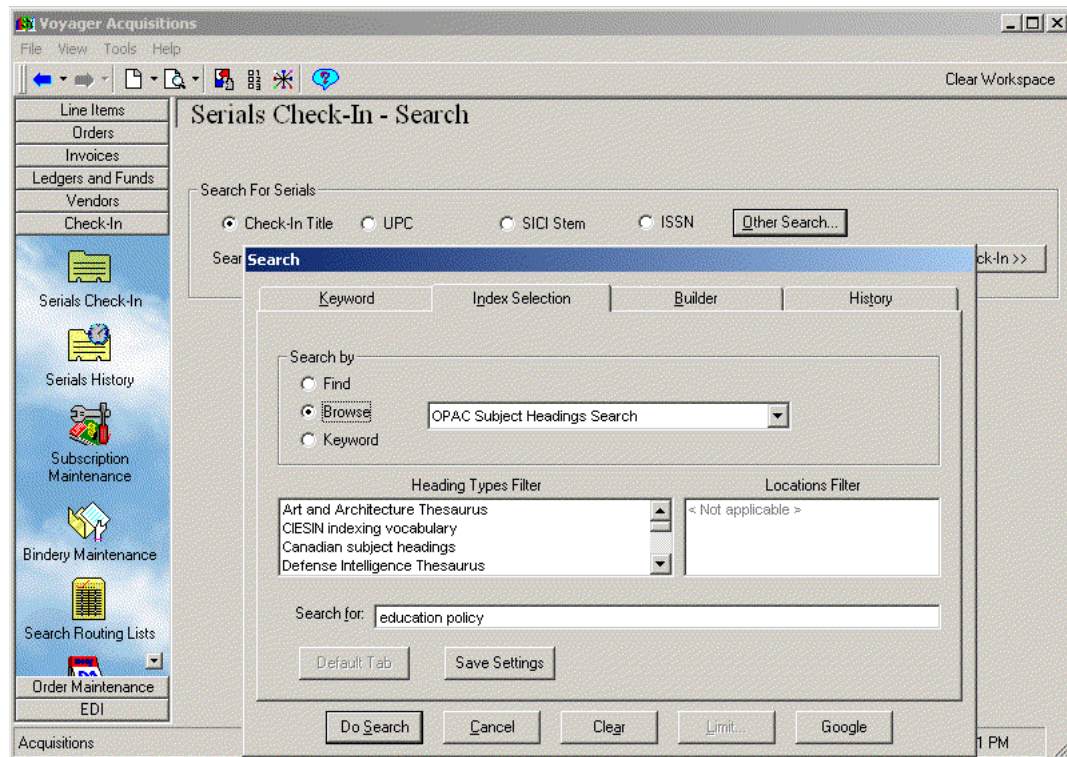 Voyager Acquisitions
File View Tools Help
Clear Workspace
Line Items
Orders
Invoices
Ledgers and Funds
Vendors
Check-In
Serials Check-In
Serials History
Subscription
Maintenance
Bindery Maintenance
Search Routing Lists
Order Maintenance
EDI
Serials Check-In - Search
Search For Serials
Check-In Title UPC SICI Stem ISSN Other Search...
Sear
ck-In >>
Search
Keyword Index Selection Builder History
Search by
Find
Browse OPAC Subject Headings Search
Keyword
Heading Types Filter Locations Filter
Art and Architecture Thesaurus < Not applicable >
CIESIN indexing vocabulary
Canadian subject headings
Defense Intelligence Thesaurus
Search for: education policy
Default Tab Save Settings
Do Search Cancel Clear Limit... Google
Acquisitions 1 PM